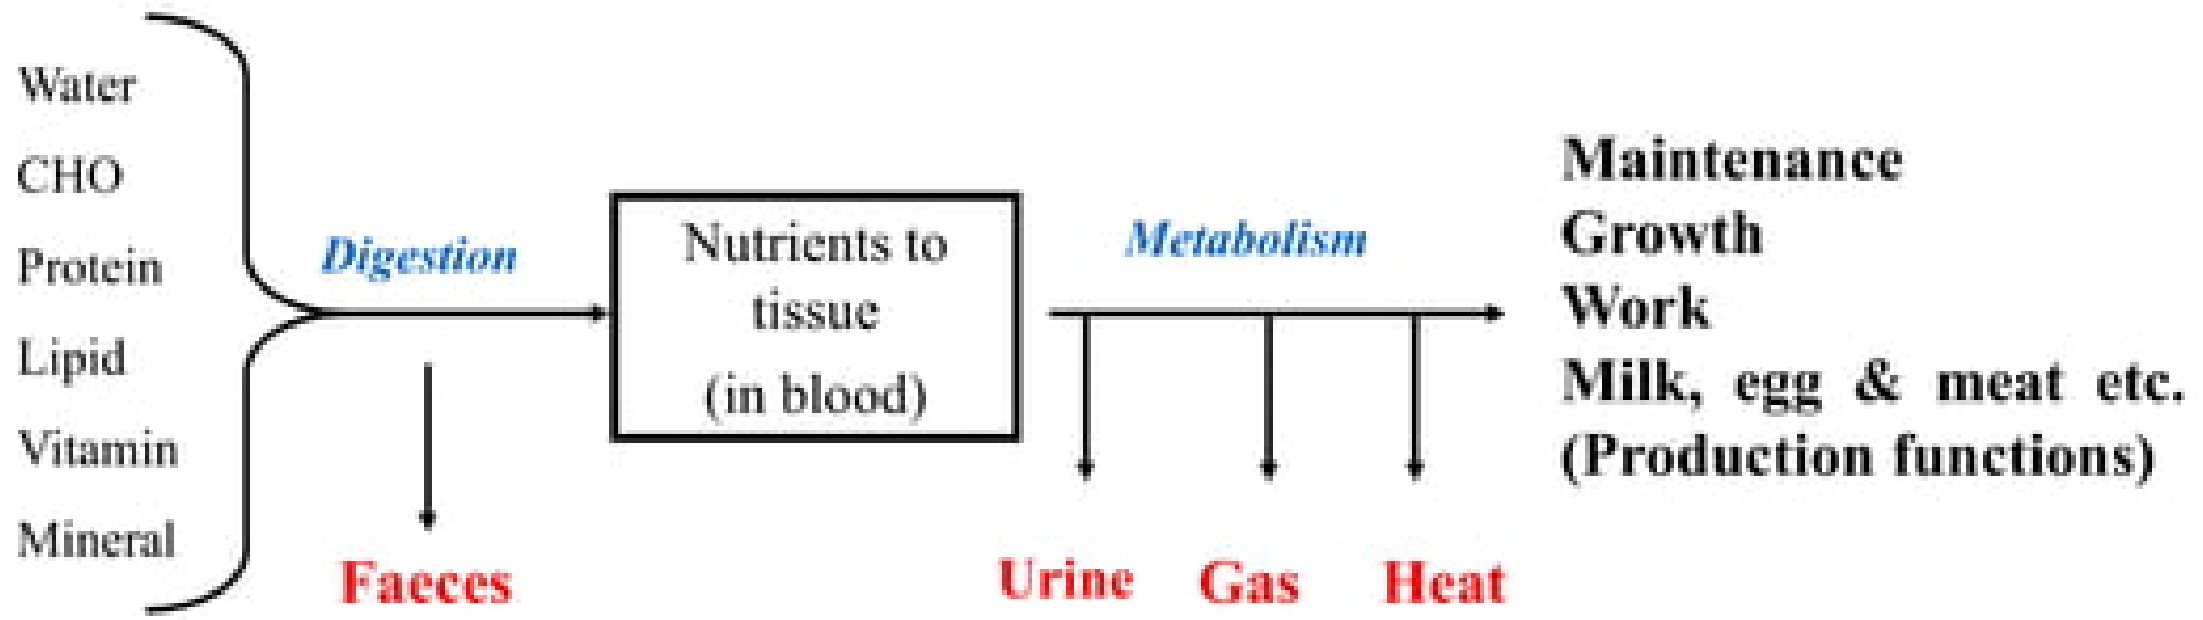 Water
CHO
Protein
Lipid
Vitamin
Mineral
Digestion
Faeces
Nutrients to
tissue
(in blood)
Metabolism
Urine
Gas
Heat
Maintenance
Growth
Work
Milk, egg & meat etc.
(Production functions)